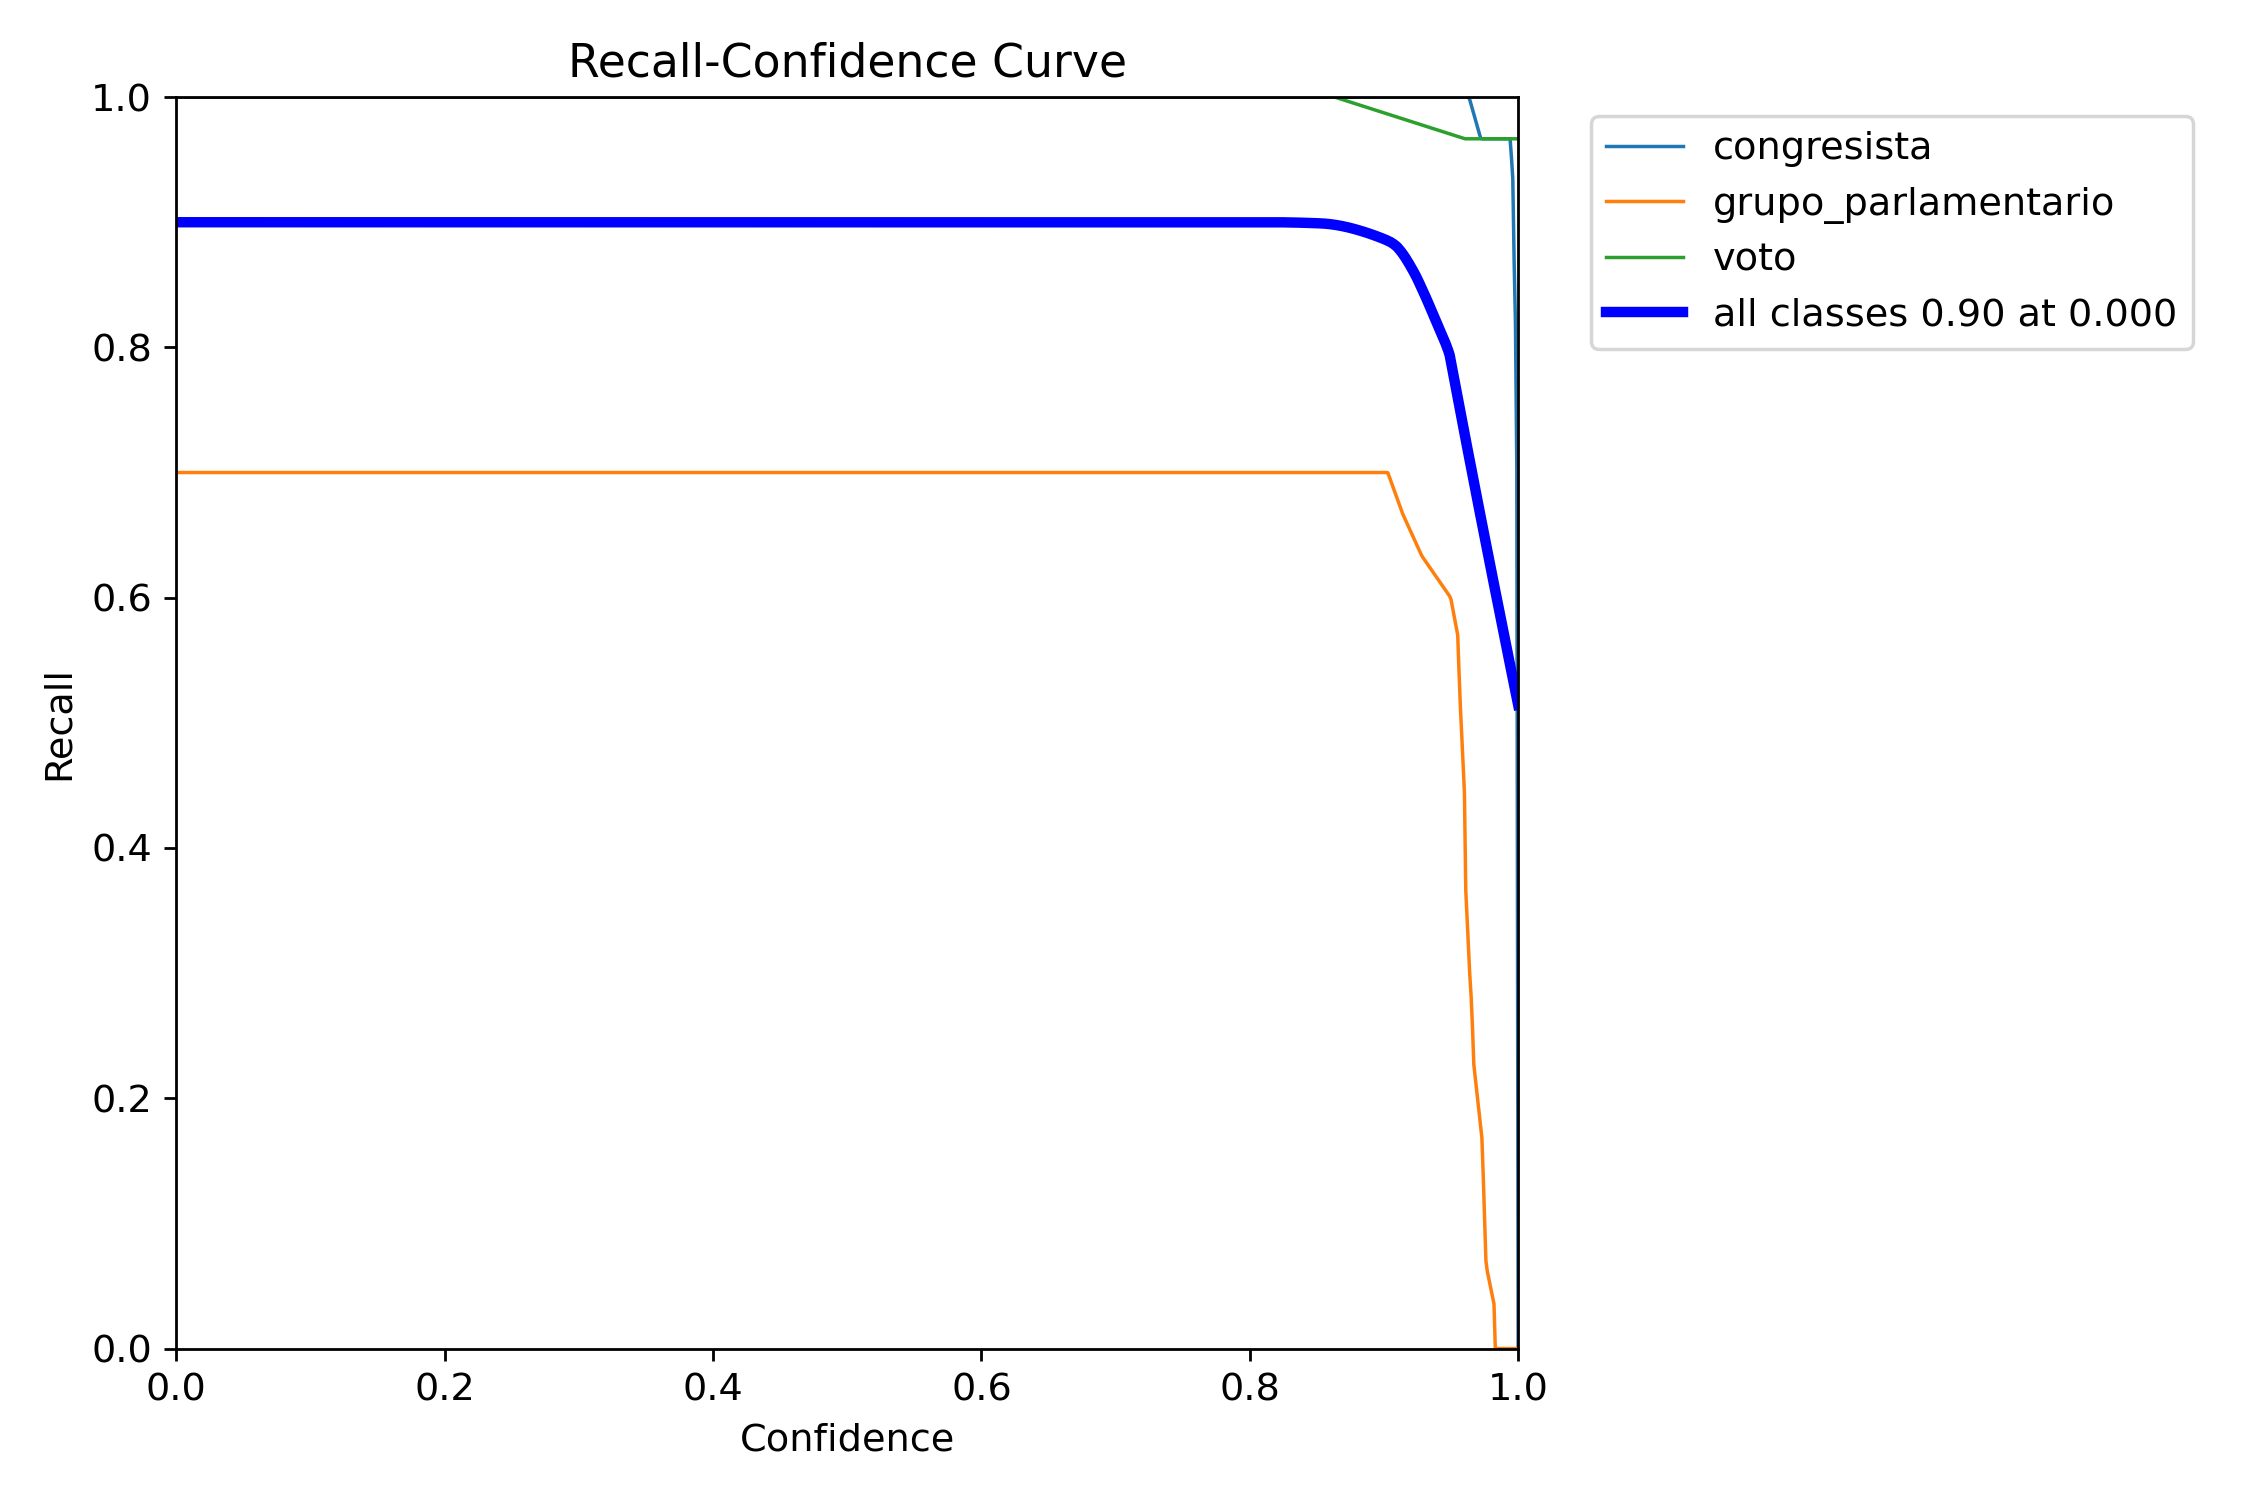 Recall-Confidence Curve
1.0
0.8
0.6
0.4
0.2
0.0
Recall
0.0 0.2 0.4 0.6 0.8 1.0
Confidence
congresista
grupo_parlamentario
voto
all classes 0.90 at 0.000